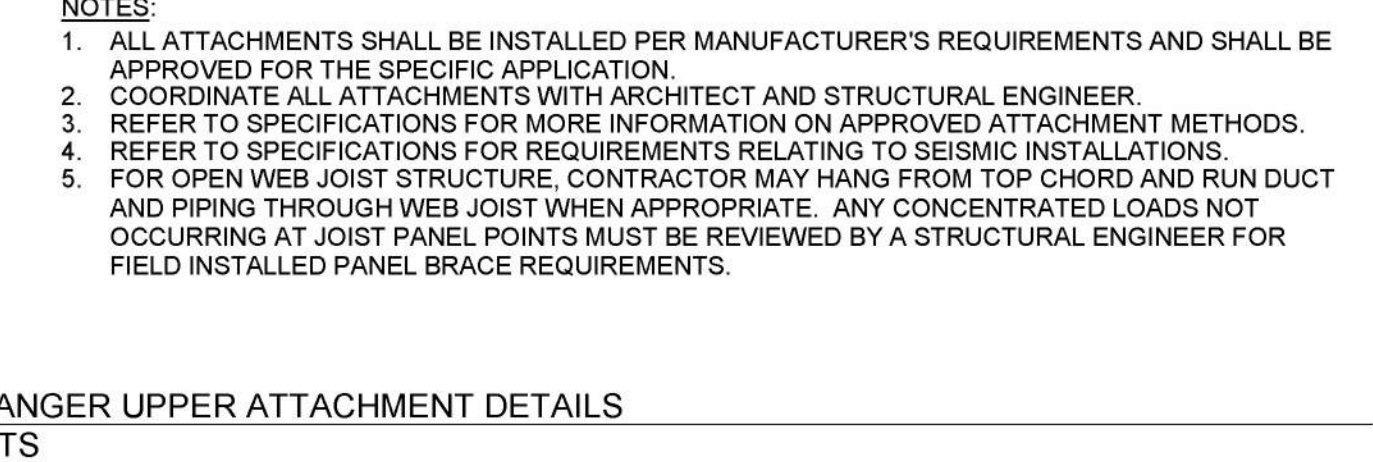 NOTES:
1. ALL ATTACHMENTS SHALL BE INSTALLED PER MANUFACTURER'S REQUIREMENTS AND SHALL BE
APPROVED FOR THE SPECIFIC APPLICATION.
2. COORDINATE ALL ATTACHMENTS WITH ARCHITECT AND STRUCTURAL ENGINEER.
3. REFER TO SPECIFICATIONS FOR MORE INFORMATION ON APPROVED ATTACHMENT METHODS.
4. REFER TO SPECIFICATIONS FOR REQUIREMENTS RELATING TO SEISMIC INSTALLATIONS.
5. FOR OPEN WEB JOIST STRUCTURE, CONTRACTOR MAY HANG FROM TOP CHORD AND RUN DUCT
AND PIPING THROUGH WEB JOIST WHEN APPROPRIATE. ANY CONCENTRATED LOADS NOT
OCCURRING AT JOIST PANEL POINTS MUST BE REVIEWED BY A STRUCTURAL ENGINEER FOR
FIELD INSTALLED PANEL BRACE REQUIREMENTS.
ANGER UPPER ATTACHMENT DETAILS
TS